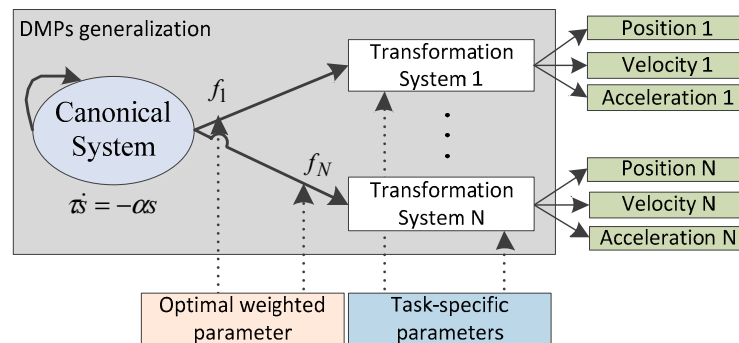 DMPs generalization
Canonical
System
τṡ = -αs
f1
fN
Transformation
System 1
Transformation
System N
Position 1
Velocity 1
Acceleration 1
Position N
Velocity N
Acceleration N
Optimal weighted
parameter
Task-specific
parameters